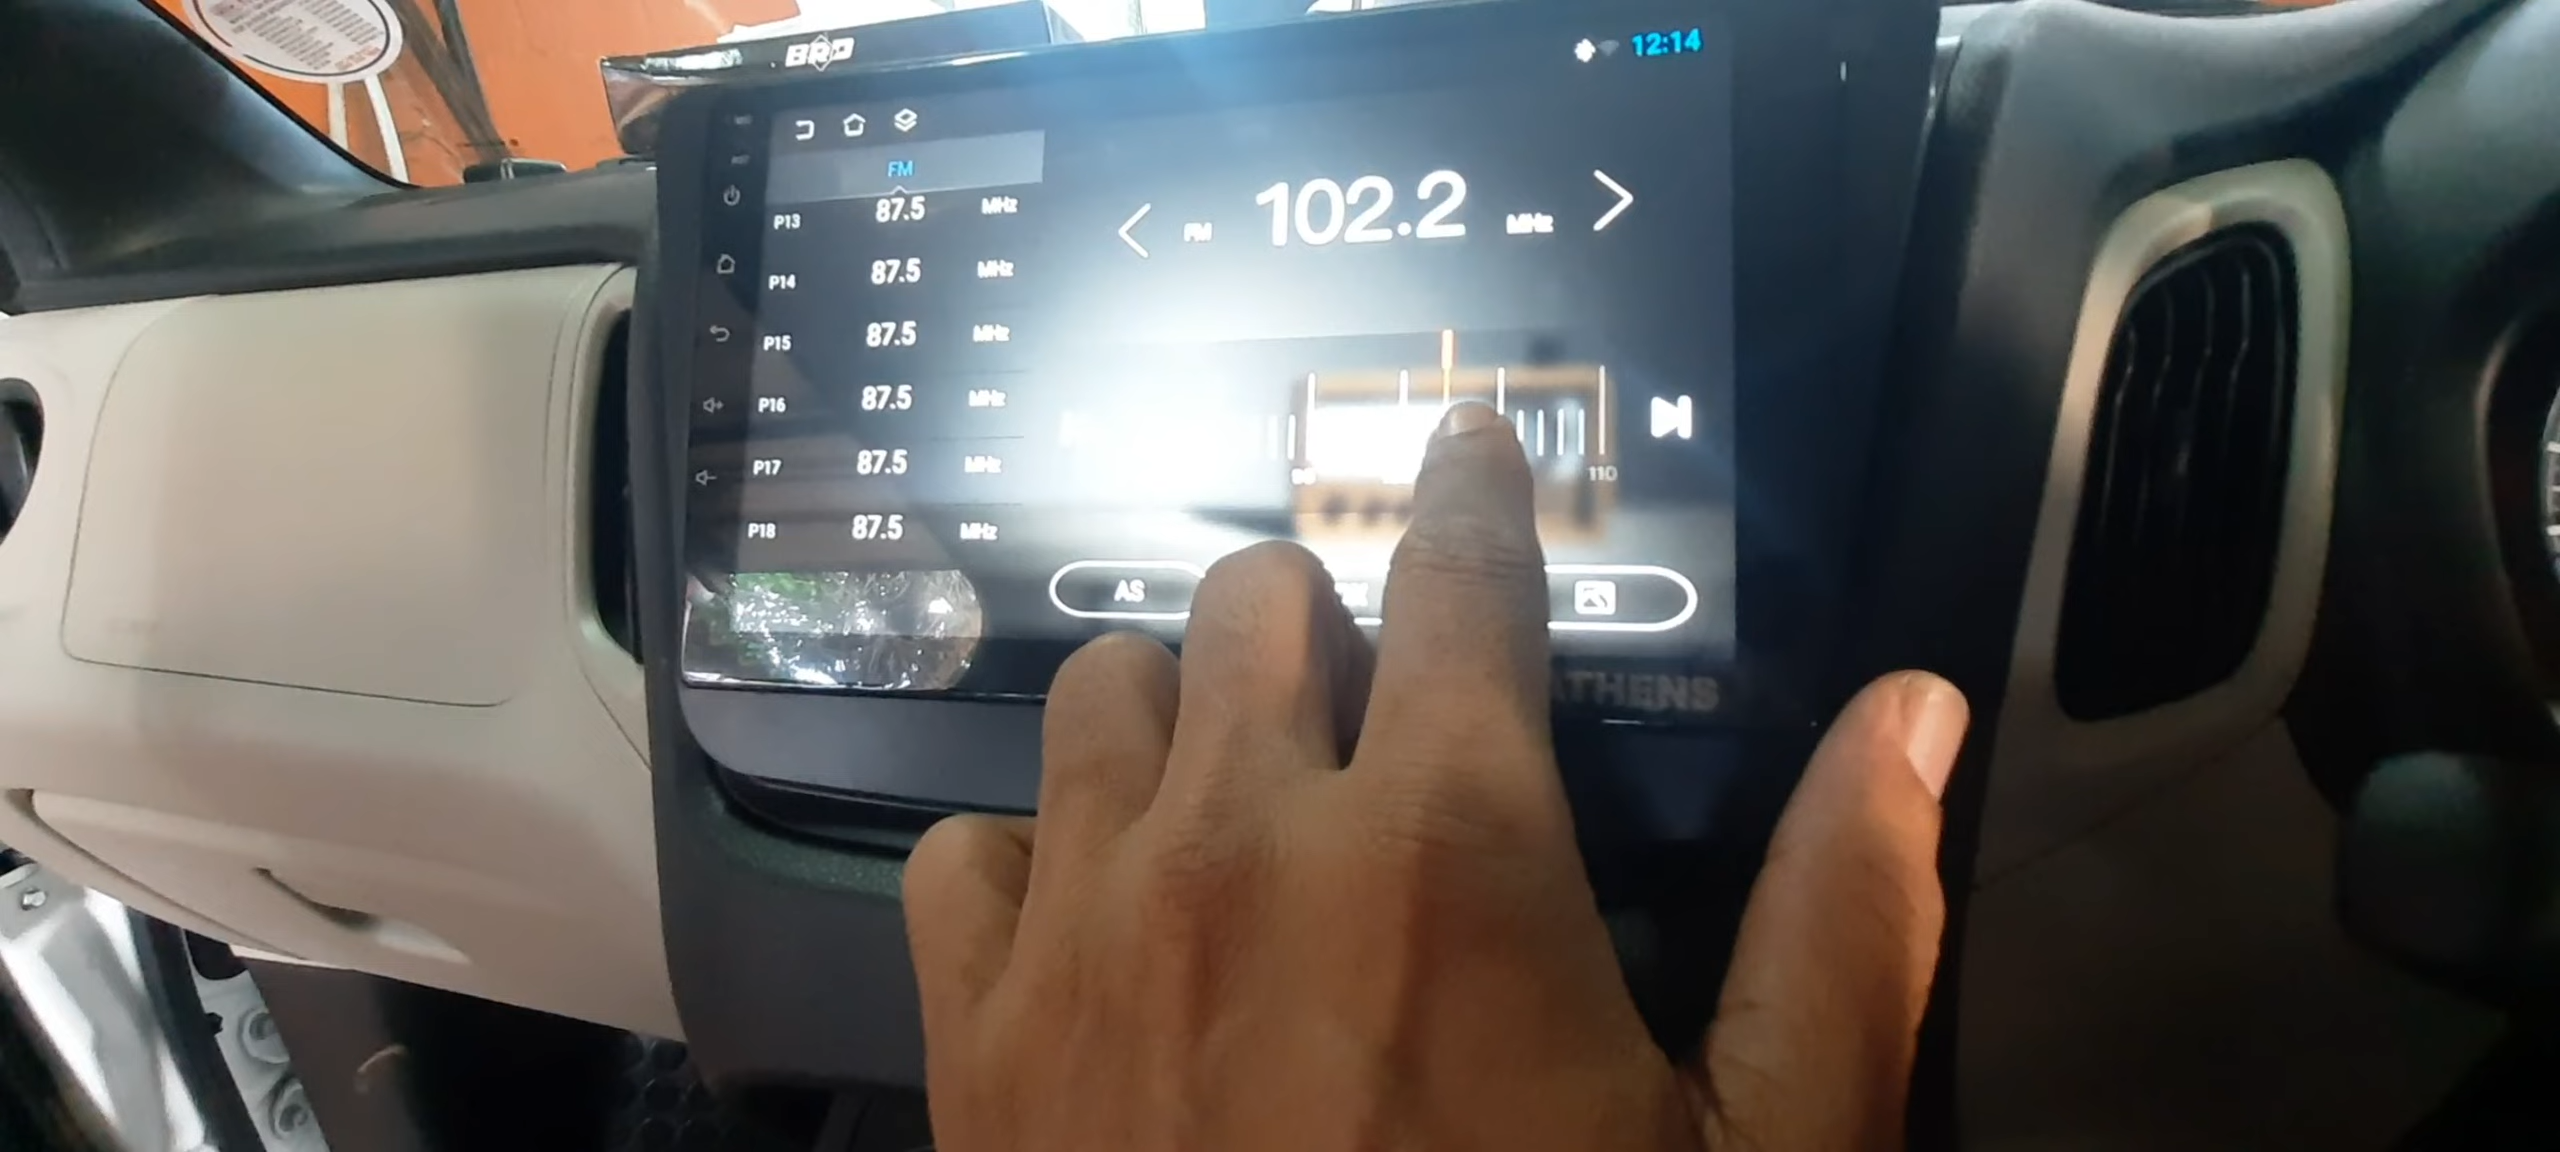 BRD
12:14
FM
P13 87.5 MHz
P14 87.5 MHz
P15 87.5 MHz
P16 87.5 MHz
P17 87.5 MHz
P18 87.5 MHz
FM 102.2 MHz
110
AS
ATHENS